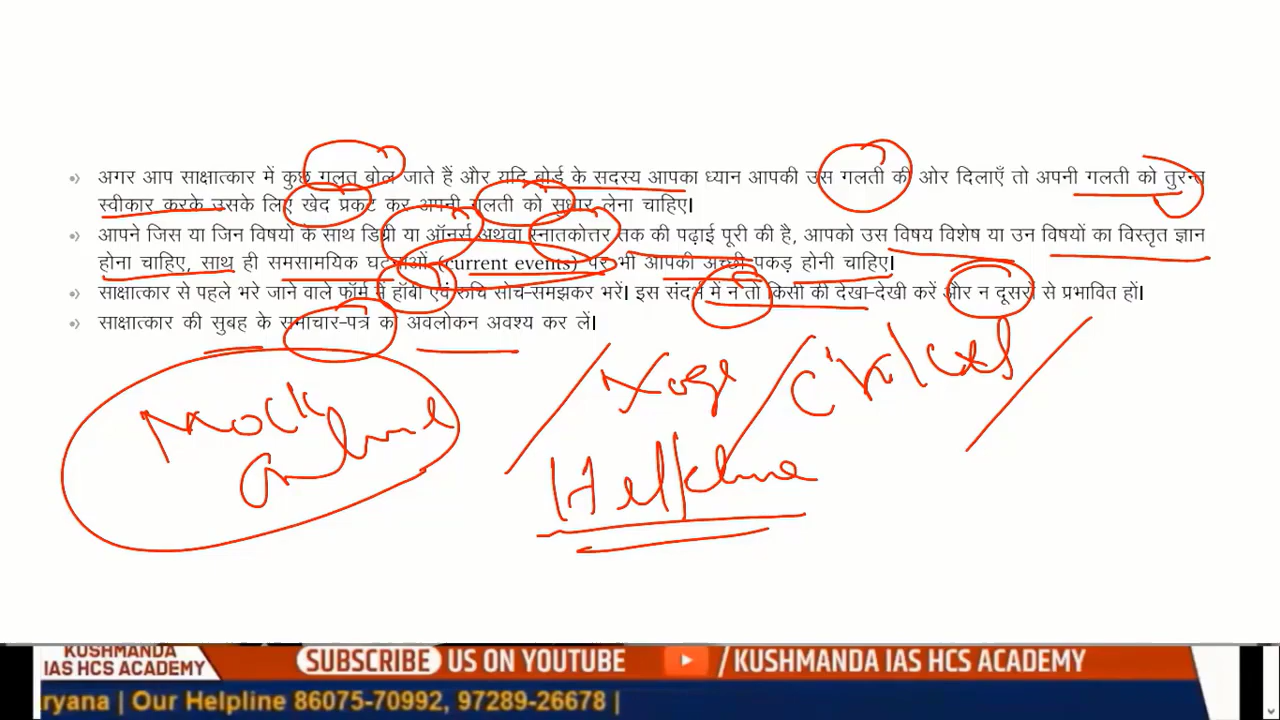 अगर आप साक्षात्कार में कुछ गलत बोल जाते हैं और यदि बोर्ड के सदस्य आपका ध्यान आपकी उस गलती की ओर दिलाएँ तो अपनी गलती को तुरन्त
स्वीकार करके उसके लिए खेद प्रकट कर अपनी गलती को सुधार लेना चाहिए।
आपने जिस या जिन विषयों के साथ डिग्री या ऑनर्स अथवा स्नातकोत्तर तक की पढ़ाई पूरी की है, आपको उस विषय विशेष या उन विषयों का विस्तृत ज्ञान
होना चाहिए, साथ ही समसामयिक घटनाओं (current events) पर भी आपकी अच्छी पकड़ होनी चाहिए।
साक्षात्कार से पहले भरे जाने वाले फॉर्म में हॉबी एवं रुचि सोच-समझकर भरें। इस संदर्भ में न तो किसी की देखा-देखी करें और न दूसरों से प्रभावित हों।
साक्षात्कार की सुबह के समाचार-पत्र का अवलोकन अवश्य कर लें।
Mock
online
Helpline
KUSHMANDA
IAS HCS ACADEMY
SUBSCRIBE US ON YOUTUBE /KUSHMANDA IAS HCS ACADEMY
ryana | Our Helpline 86075-70992, 97289-26678 |